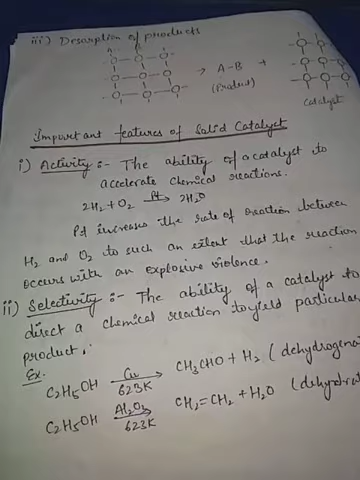 iii) Desorption of products
→ A-B +
(Product)
catalyst
Important features of Solid Catalyst
i) Activity :- The ability of a catalyst to
accelerate chemical reactions.
2H₂ + O₂ —Pt→ 2H₂O
Pt increases the rate of reaction between
H₂ and O₂ to such an extent that the reaction
occurs with an explosive violence.
ii) Selectivity :- The ability of a catalyst to
direct a chemical reaction to yield particular
product,
Ex.
C₂H₅OH —Cu/623K→ CH₃CHO + H₂ (dehydrogena
C₂H₅OH —Al₂O₃/623K→ CH₂=CH₂ + H₂O (dehydrat